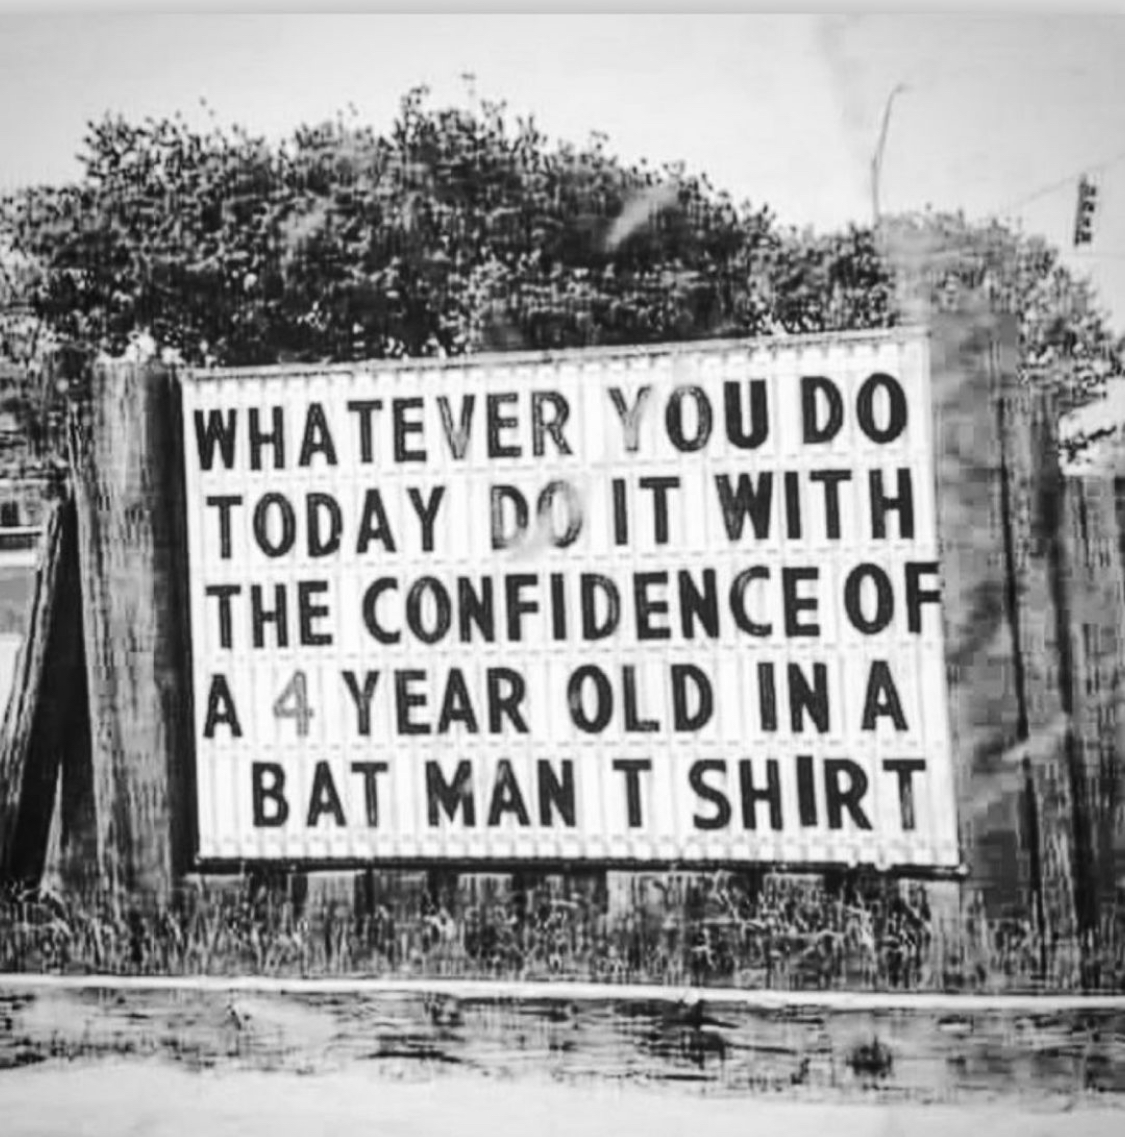 WHATEVER YOU DO
TODAY DO IT WITH
THE CONFIDENCE OF
A 4 YEAR OLD IN A
BAT MAN T SHIRT